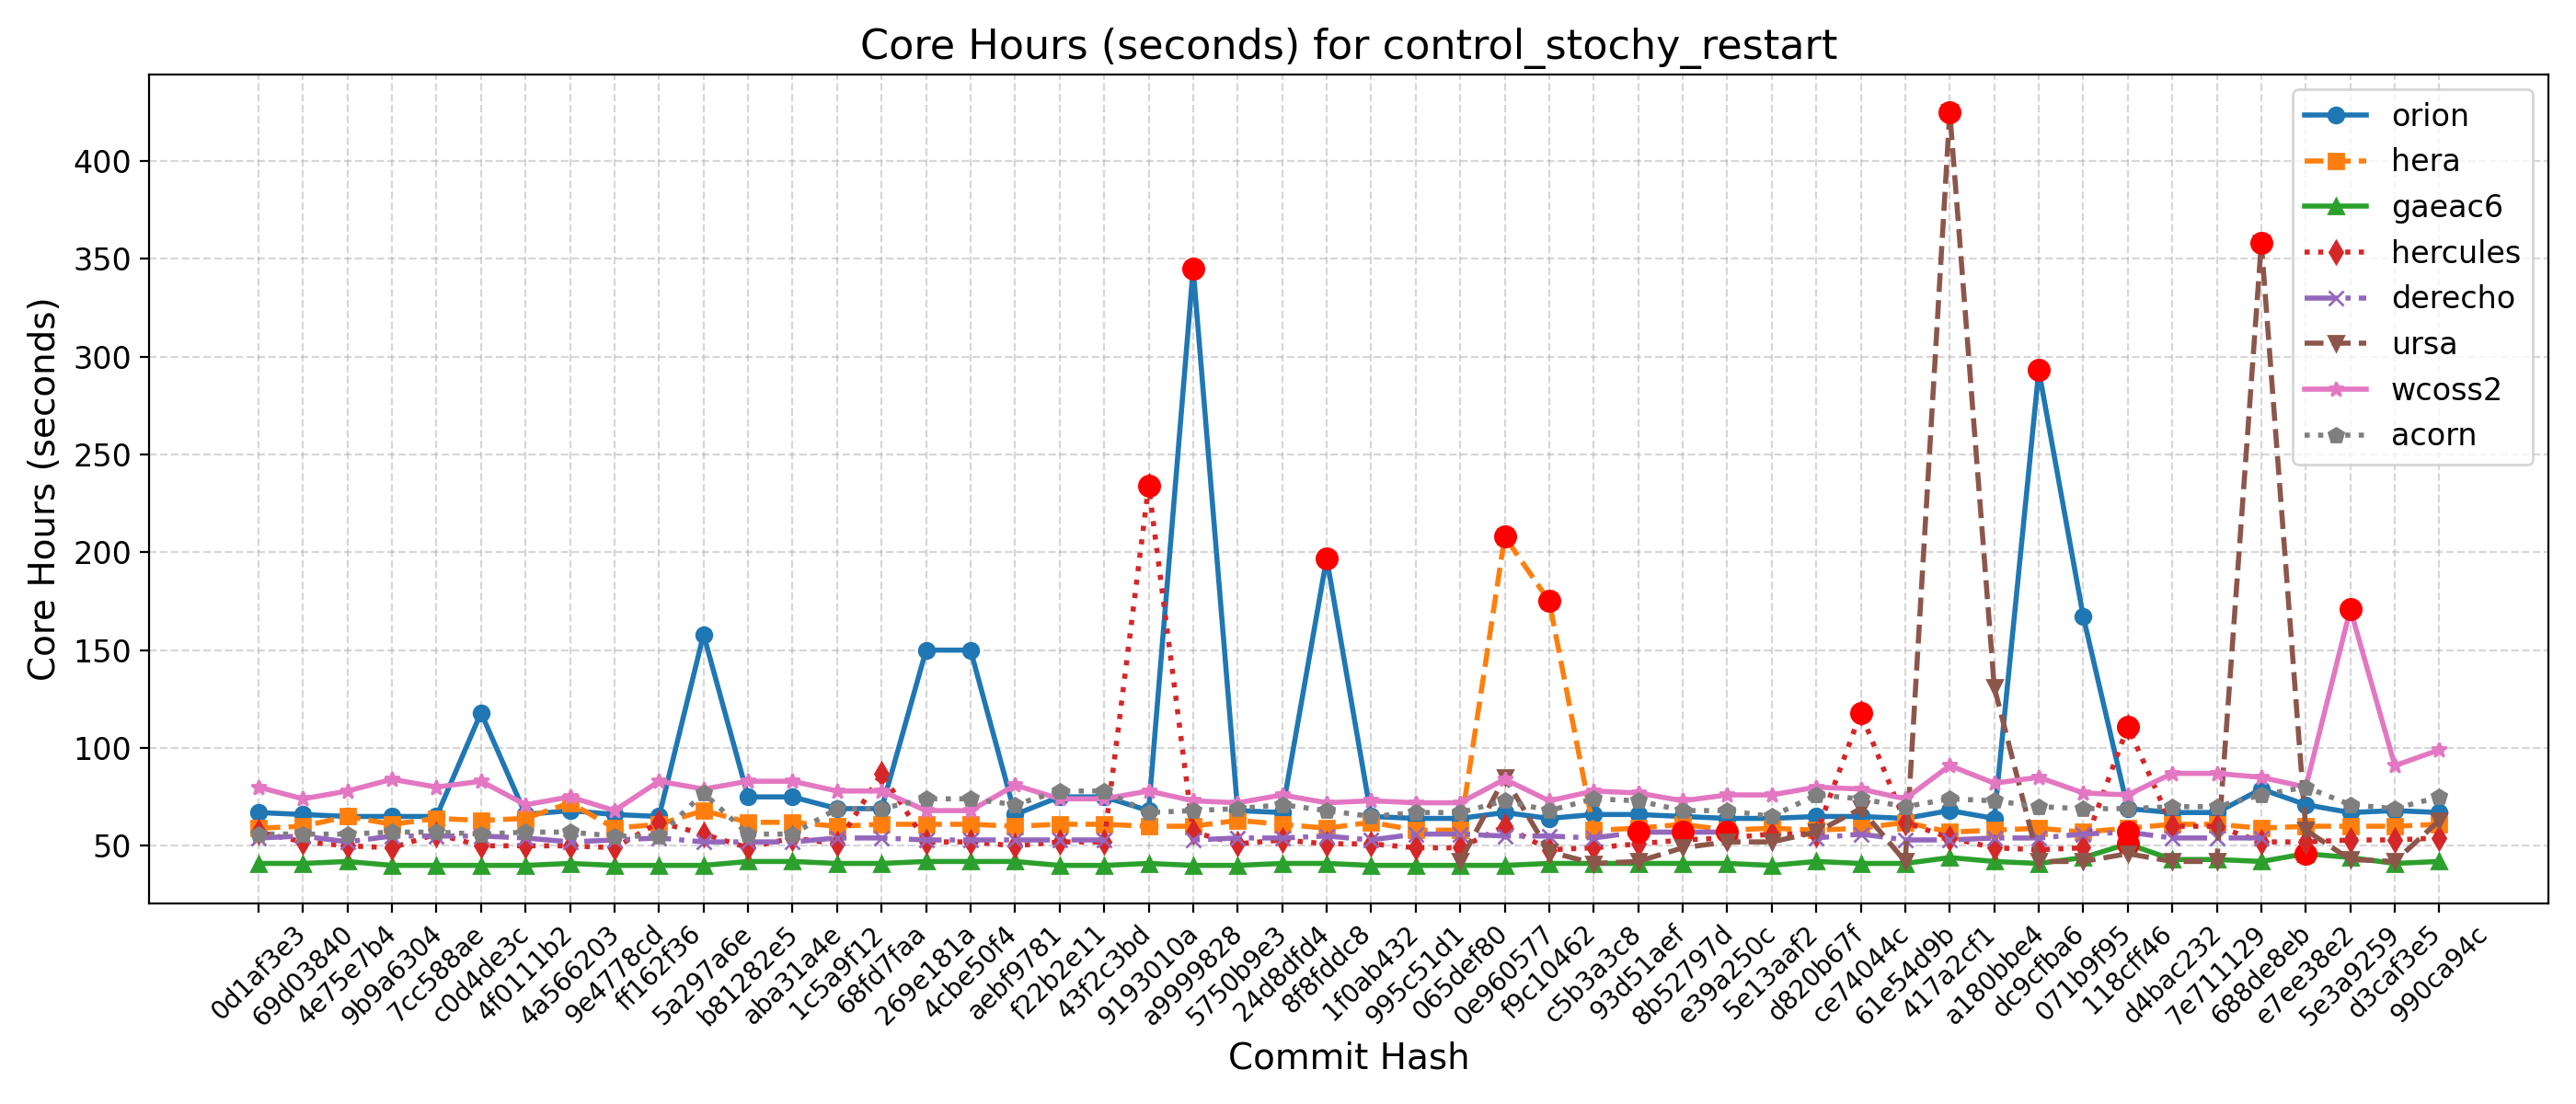 Core Hours (seconds) for control_stochy_restart
Core Hours (seconds)
400
350
300
250
200
150
100
50
orion
hera
gaeac6
hercules
derecho
ursa
wcoss2
acorn
0d1af3e3
69d03840
4e75e7b4
9b9a6304
7cc588ae
c0d4de3c
4f0111b2
4a566203
9e4778cd
ff162f36
5a297a6e
b81282e5
aba31a4e
1c5a9f12
68fd7faa
269e181a
4cbe50f4
aebf9781
f22b2e11
43f2c3bd
9193010a
a9999828
5750b9e3
24d8dfd4
8f8fddc8
1f0ab432
995c51d1
065def80
0e960577
f9c10462
c5b3a3c8
93d51aef
8b52797d
e39a250c
5e13aaf2
d820b67f
ce74044c
61e54d9b
417a2cf1
a180bbe4
dc9cfba6
071b9f95
118cff46
d4bac232
7e711129
688de8eb
e7ee38e2
5e3a9259
d3caf3e5
990ca94c
Commit Hash